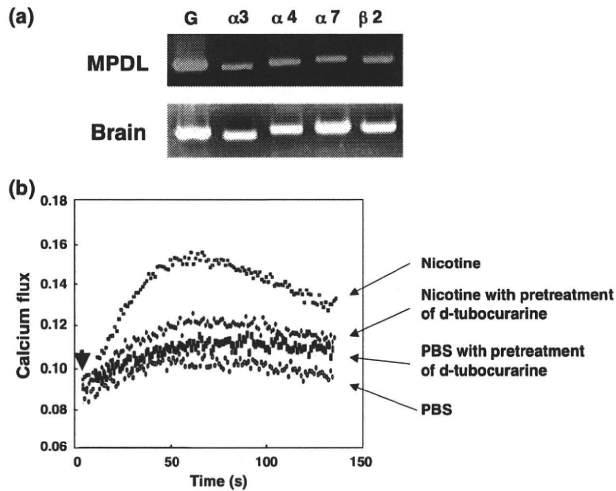 (a)
G α3 α4 α7 β2
MPDL
Brain
(b)
0.18
0.16
0.14
0.12
0.10
0.08
0.06
Calcium flux
0 50 100 150
Time (s)
Nicotine
Nicotine with pretreatment
of d-tubocurarine
PBS with pretreatment
of d-tubocurarine
PBS